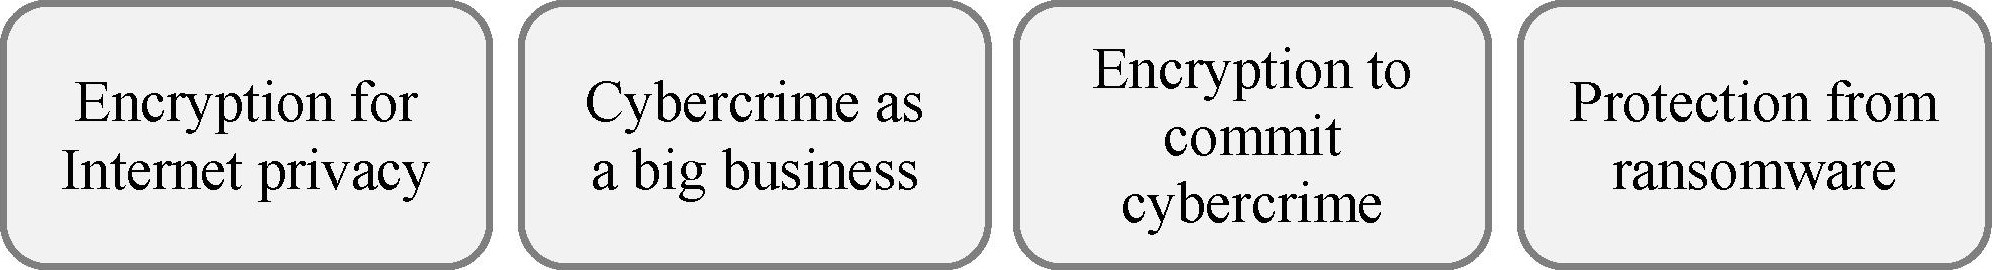 Encryption for
Internet privacy
Cybercrime as
a big business
Encryption to
commit
cybercrime
Protection from
ransomware